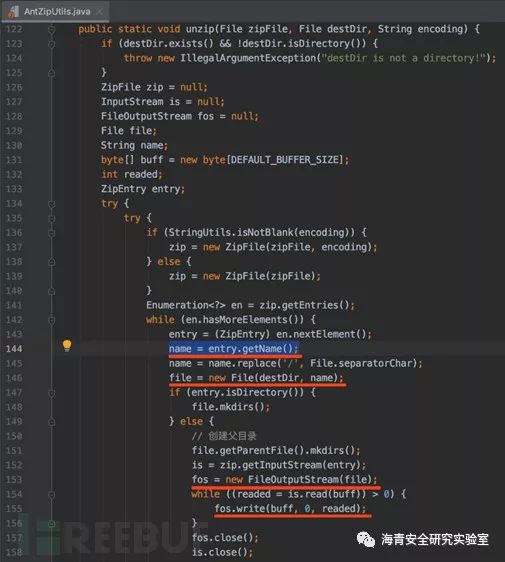 AntZipUtils.java
122 public static void unzip(File zipFile, File destDir, String encoding) {
123 if (destDir.exists() && !destDir.isDirectory()) {
124 throw new IllegalArgumentException("destDir is not a directory!");
125 }
126 ZipFile zip = null;
127 InputStream is = null;
128 FileOutputStream fos = null;
129 File file;
130 String name;
131 byte[] buff = new byte[DEFAULT_BUFFER_SIZE];
132 int readed;
133 ZipEntry entry;
134 try {
135 try {
136 if (StringUtils.isNotBlank(encoding)) {
137 zip = new ZipFile(zipFile, encoding);
138 } else {
139 zip = new ZipFile(zipFile);
140 }
141 Enumeration<?> en = zip.getEntries();
142 while (en.hasMoreElements()) {
143 entry = (ZipEntry) en.nextElement();
144 name = entry.getName();
145 name = name.replace('/', File.separatorChar);
146 file = new File(destDir, name);
147 if (entry.isDirectory()) {
148 file.mkdirs();
149 } else {
150 // 创建父目录
151 file.getParentFile().mkdirs();
152 is = zip.getInputStream(entry);
153 fos = new FileOutputStream(file);
154 while ((readed = is.read(buff)) > 0) {
155 fos.write(buff, 0, readed);
156 }
157 fos.close();
158 is.close();
FREEBUF
海青安全研究实验室